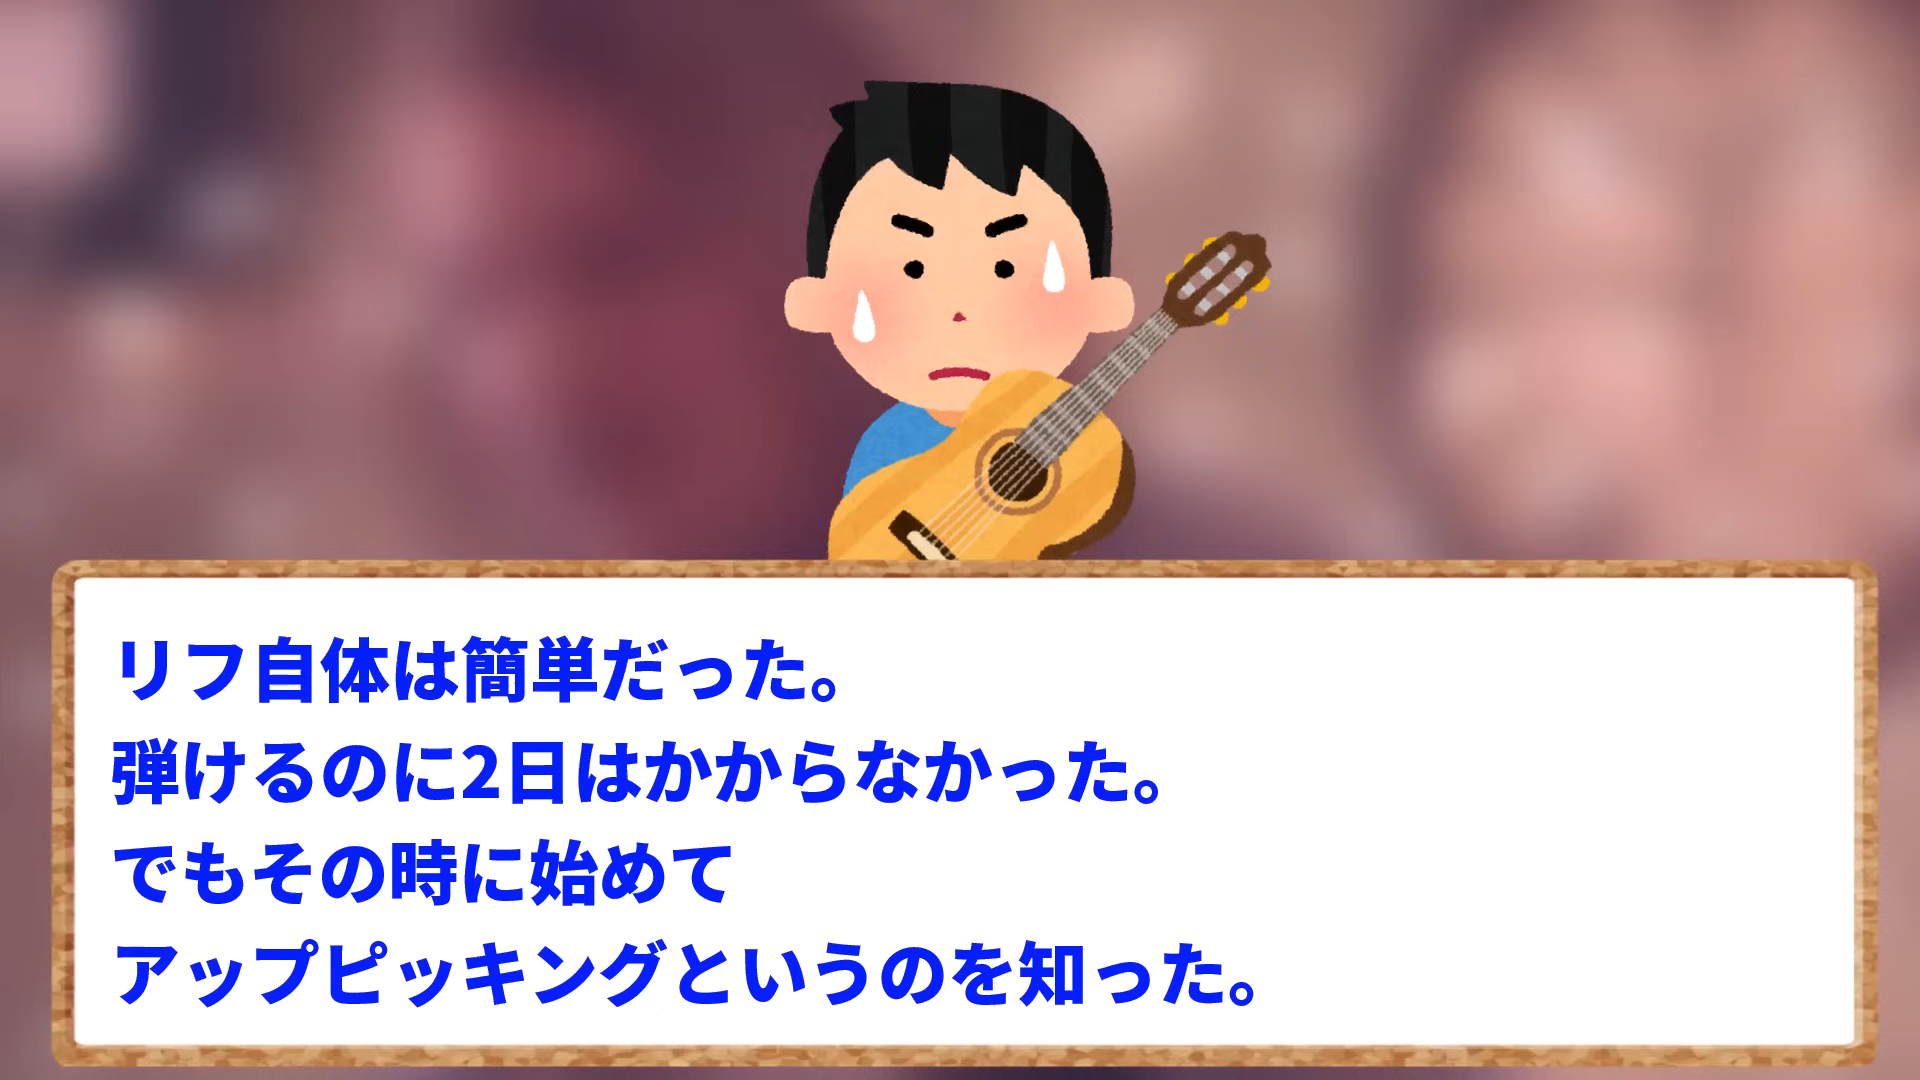 リフ自体は簡単だった。
弾けるのに2日はかからなかった。
でもその時に始めて
アップピッキングというのを知った。